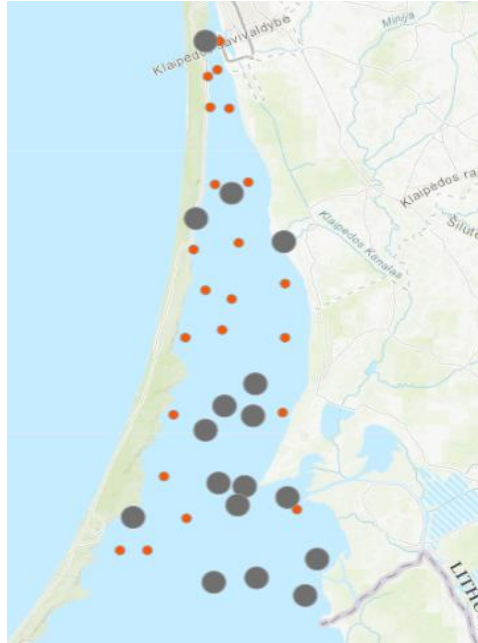 Minija
Klaipėdos savivaldybė
Klaipėdos ra
Šilutė
Klaipėdos Kanalas
LITHU